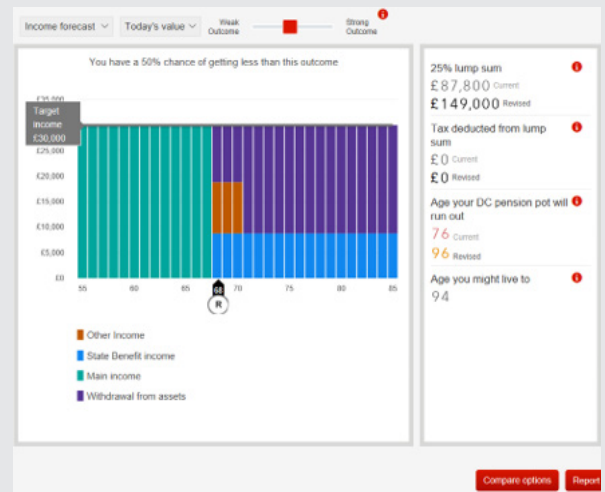 Income forecast
Today's value
Weak
Outcome
Strong
Outcome
You have a 50% chance of getting less than this outcome
£35,000
Target
income
£30,000
£25,000
£20,000
£15,000
£10,000
£5,000
£0
55
60
65
68
70
75
80
85
R
Other Income
State Benefit income
Main income
Withdrawal from assets
25% lump sum
£87,800 Current
£149,000 Revised
Tax deducted from lump
sum
£0 Current
£0 Revised
Age your DC pension pot will
run out
76 Current
96 Revised
Age you might live to
94
Compare options
Report